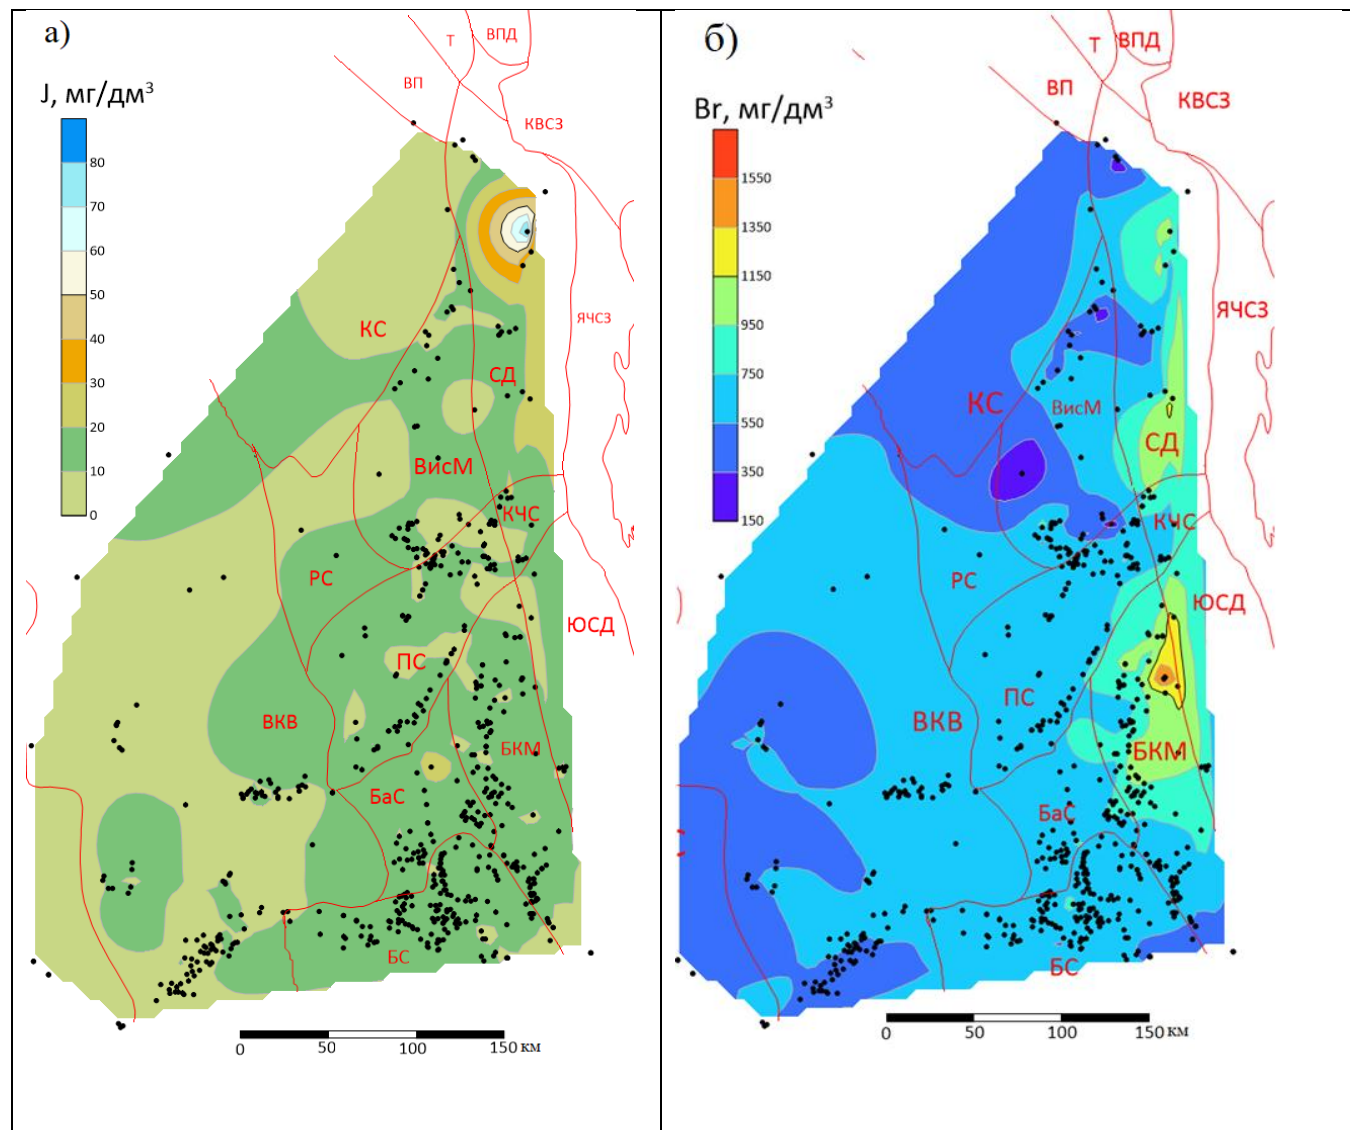 а)
J, мг/дм³
80
70
60
50
40
30
20
10
0
Т
ВПД
ВП
КВСЗ
КС
ЯЧСЗ
СД
ВисМ
КЧС
РС
ЮСД
ПС
ВКВ
БКМ
БаС
БС
0 50 100 150 км
б)
Br, мг/дм³
1550
1350
1150
950
750
550
350
150
Т
ВПД
ВП
КВСЗ
ЯЧСЗ
КС
ВисМ
СД
КЧС
РС
ЮСД
ПС
ВКВ
БКМ
БаС
БС
0 50 100 150 км